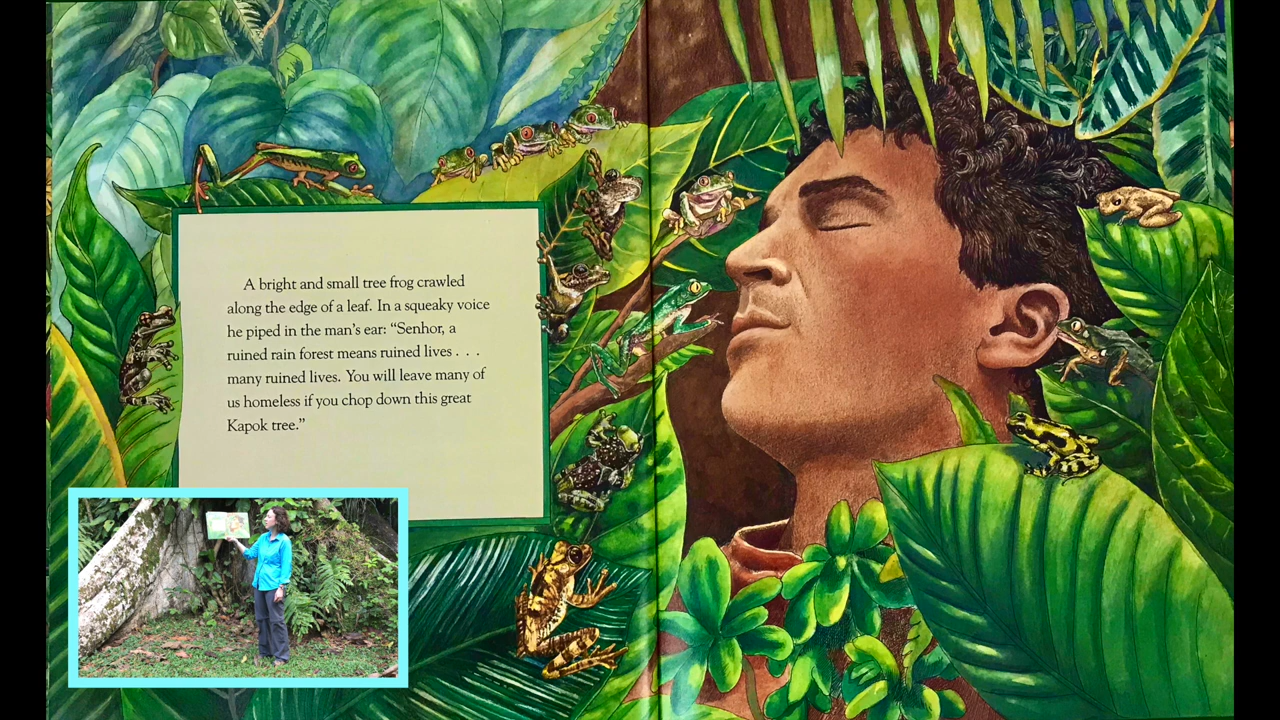 A bright and small tree frog crawled
along the edge of a leaf. In a squeaky voice
he piped in the man's ear: “Senhor, a
ruined rain forest means ruined lives . . .
many ruined lives. You will leave many of
us homeless if you chop down this great
Kapok tree.”